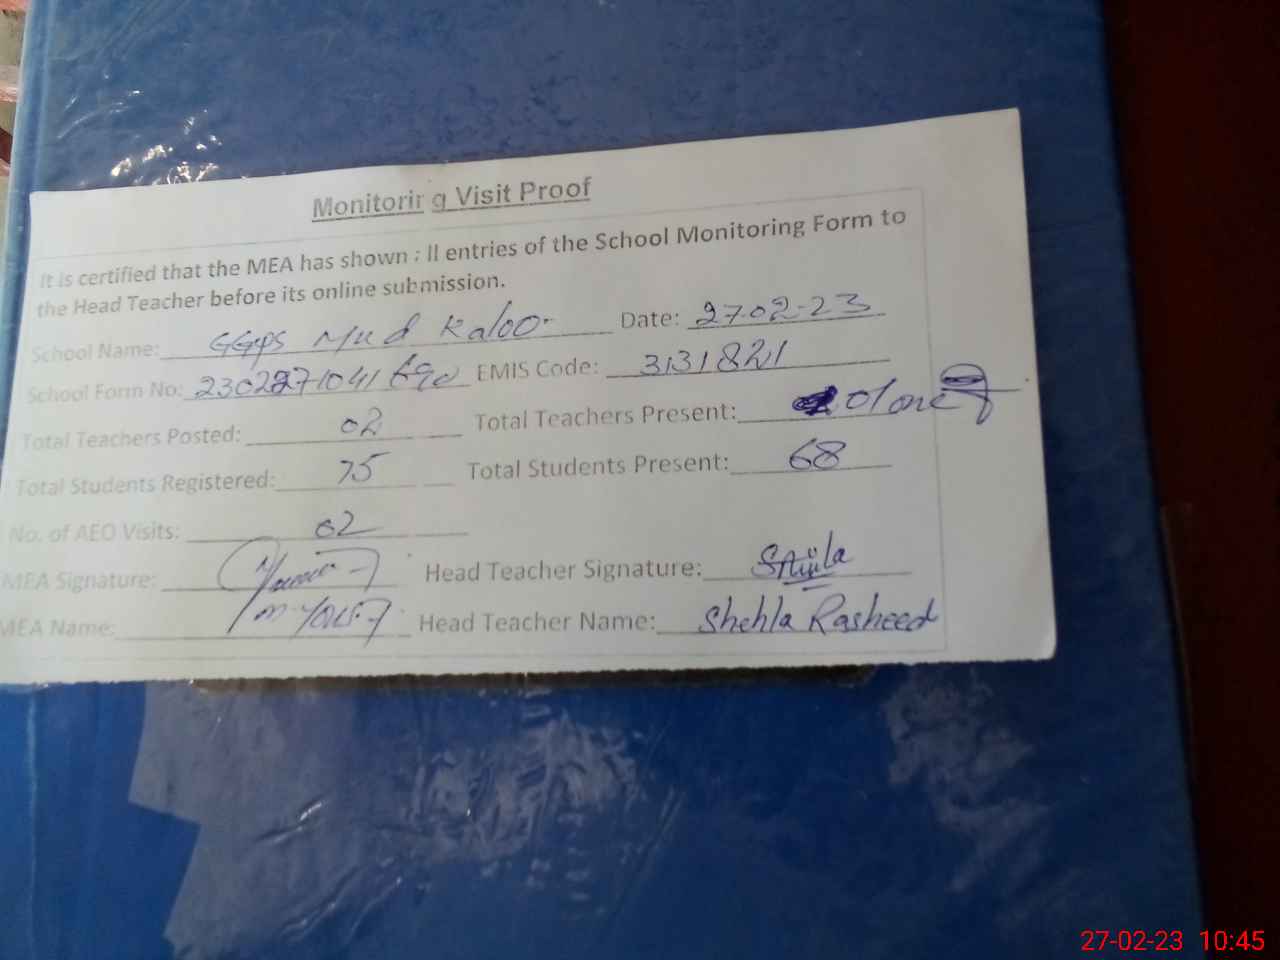 Monitoring Visit Proof
It is certified that the MEA has shown all entries of the School Monitoring Form to
the Head Teacher before its online submission.
School Name: GGps Mud Kaloo Date: 27-02-23
School Form No: 2302271041690 EMIS Code: 3131821
Total Teachers Posted: 02 Total Teachers Present: 01 one
Total Students Registered: 75 Total Students Present: 68
No. of AEO Visits: 02
MEA Signature: Head Teacher Signature: Shhla
MEA Name: Head Teacher Name: Shehla Rasheed
27-02-23 10:45